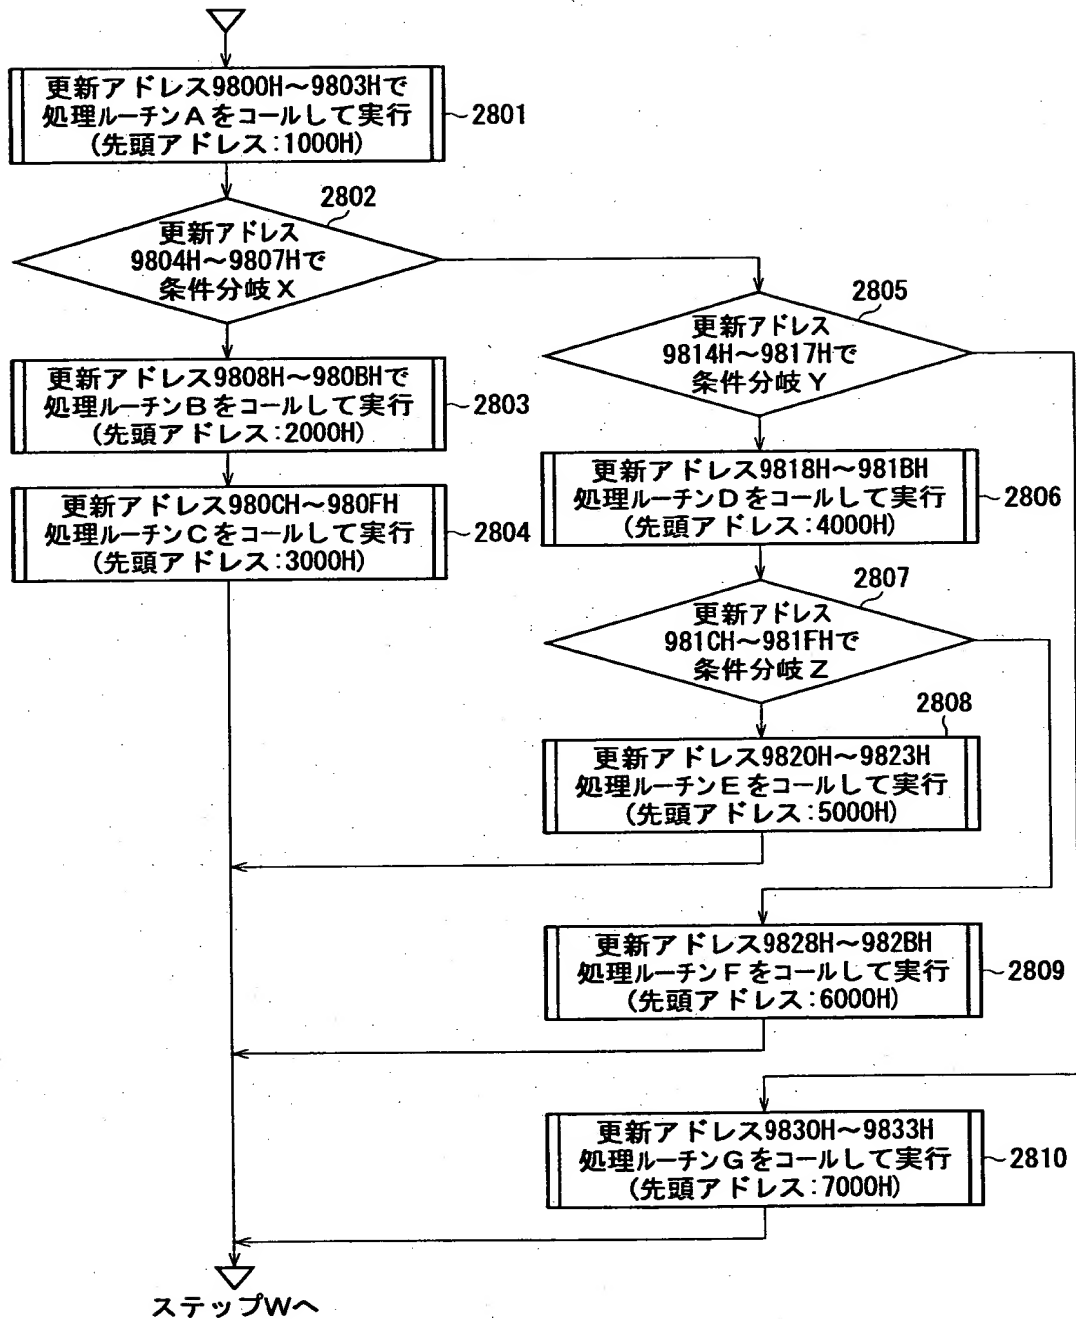 更新アドレス9800H～9803Hで
処理ルーチンAをコールして実行
(先頭アドレス:1000H)
2801
2802
更新アドレス
9804H～9807Hで
条件分岐X
更新アドレス9808H～980BHで
処理ルーチンBをコールして実行
(先頭アドレス:2000H)
2803
更新アドレス980CH～980FH
処理ルーチンCをコールして実行
(先頭アドレス:3000H)
2804
2805
更新アドレス
9814H～9817Hで
条件分岐Y
更新アドレス9818H～981BH
処理ルーチンDをコールして実行
(先頭アドレス:4000H)
2806
2807
更新アドレス
981CH～981FHで
条件分岐Z
2808
更新アドレス9820H～9823H
処理ルーチンEをコールして実行
(先頭アドレス:5000H)
更新アドレス9828H～982BH
処理ルーチンFをコールして実行
(先頭アドレス:6000H)
2809
更新アドレス9830H～9833H
処理ルーチンGをコールして実行
(先頭アドレス:7000H)
2810
ステップWへ